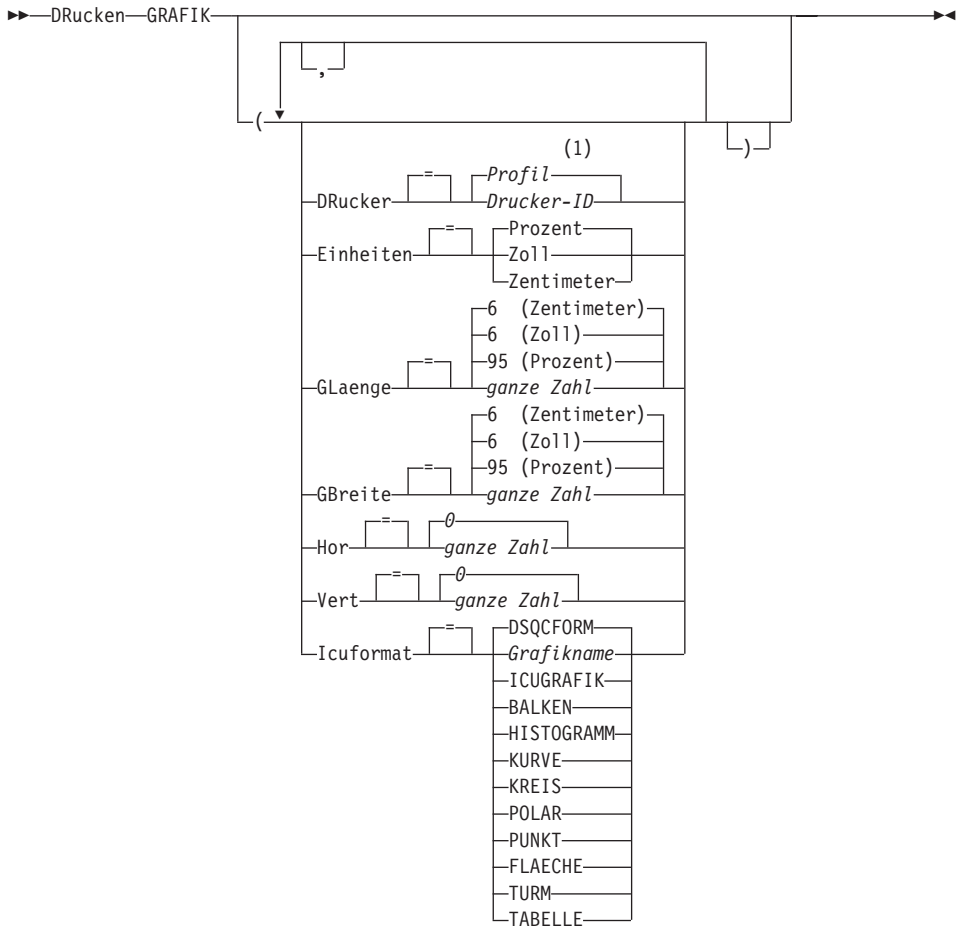 DRucken GRAFIK
,
(
(1)
)
= Profil
DRucker Drucker-ID
= Prozent
Einheiten Zoll
Zentimeter
6 (Zentimeter)
6 (Zoll)
= 95 (Prozent)
GLaenge ganze Zahl
6 (Zentimeter)
6 (Zoll)
= 95 (Prozent)
GBreite ganze Zahl
= 0
Hor ganze Zahl
= 0
Vert ganze Zahl
= DSQCFORM
Icuformat Grafikname
ICUGRAFIK
BALKEN
HISTOGRAMM
KURVE
KREIS
POLAR
PUNKT
FLAECHE
TURM
TABELLE